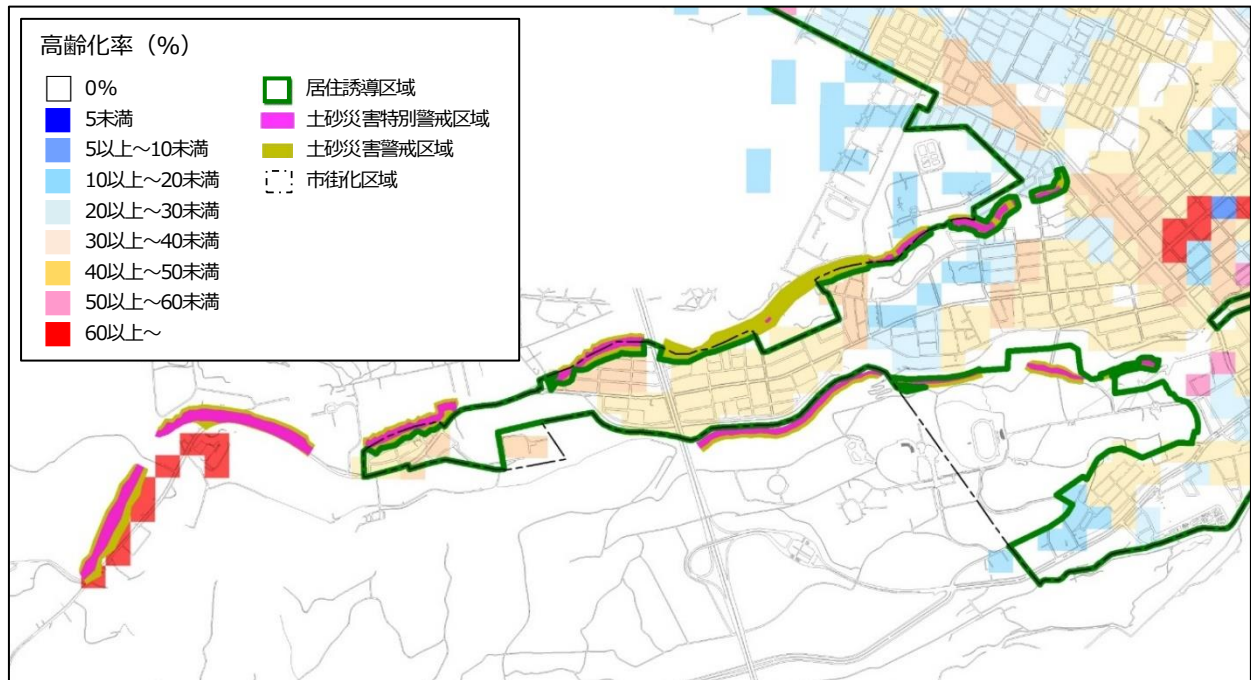 高齢化率（%）
0%
5未満
5以上～10未満
10以上～20未満
20以上～30未満
30以上～40未満
40以上～50未満
50以上～60未満
60以上～
居住誘導区域
土砂災害特別警戒区域
土砂災害警戒区域
市街化区域